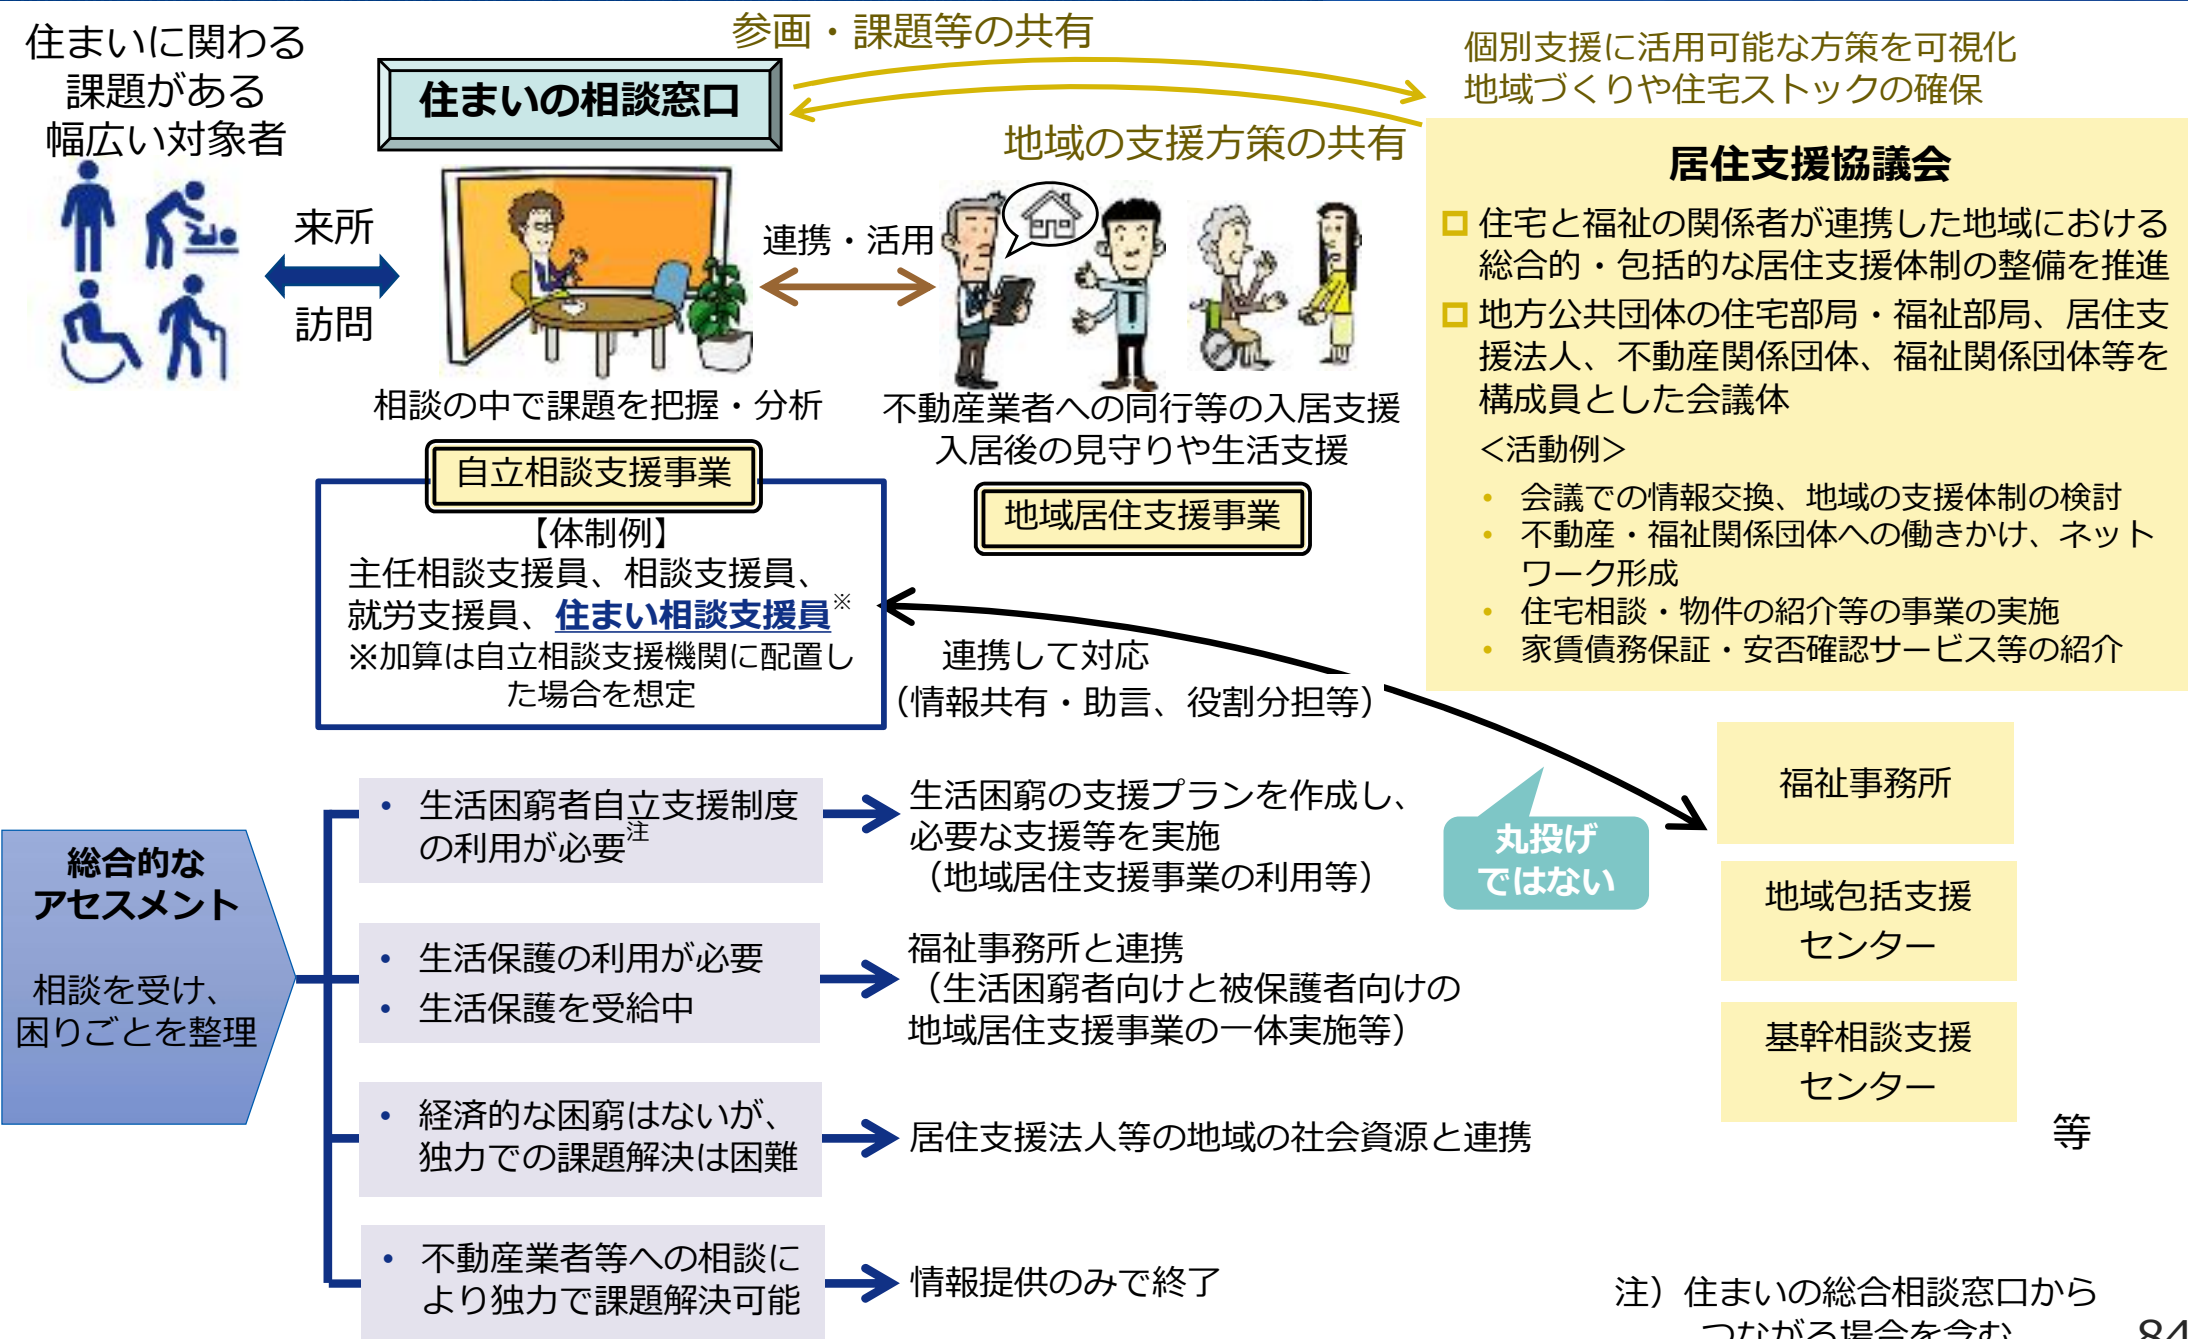 住まいに関わる
課題がある
幅広い対象者
来所
訪問
住まいの相談窓口
参画・課題等の共有
地域の支援方策の共有
連携・活用
相談の中で課題を把握・分析
不動産業者への同行等の入居支援
入居後の見守りや生活支援
自立相談支援事業
【体制例】
主任相談支援員、相談支援員、
就労支援員、住まい相談支援員※
※加算は自立相談支援機関に配置し
た場合を想定
地域居住支援事業
連携して対応
(情報共有・助言、役割分担等)
個別支援に活用可能な方策を可視化
地域づくりや住宅ストックの確保
居住支援協議会
住宅と福祉の関係者が連携した地域における
総合的・包括的な居住支援体制の整備を推進
地方公共団体の住宅部局・福祉部局、居住支
援法人、不動産関係団体、福祉関係団体等を
構成員とした会議体
＜活動例＞
• 会議での情報交換、地域の支援体制の検討
• 不動産・福祉関係団体への働きかけ、ネット
ワーク形成
• 住宅相談・物件の紹介等の事業の実施
• 家賃債務保証・安否確認サービス等の紹介
丸投げ
ではない
福祉事務所
地域包括支援
センター
基幹相談支援
センター
等
総合的な
アセスメント
相談を受け、
困りごとを整理
• 生活困窮者自立支援制度
の利用が必要注
生活困窮の支援プランを作成し、
必要な支援等を実施
（地域居住支援事業の利用等）
• 生活保護の利用が必要
• 生活保護を受給中
福祉事務所と連携
（生活困窮者向けと被保護者向けの
地域居住支援事業の一体実施等）
• 経済的な困窮はないが、
独力での課題解決は困難
居住支援法人等の地域の社会資源と連携
• 不動産業者等への相談に
より独力で課題解決可能
情報提供のみで終了
注）住まいの総合相談窓口から
つながる場合を含む
84